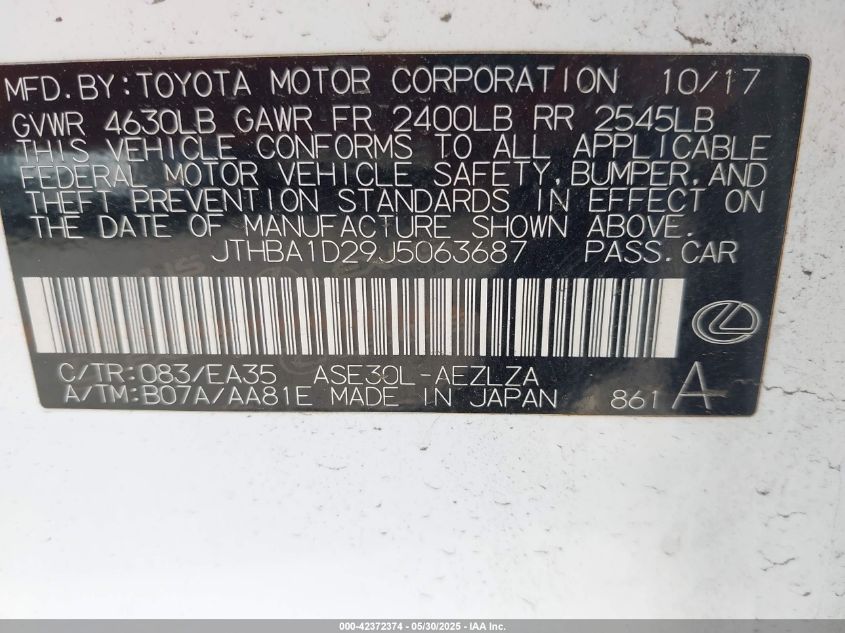 MFD.BY:TOYOTA MOTOR CORPORATION 10/17
GVWR 4630LB GAWR FR 2400LB RR 2545LB
THIS VEHICLE CONFORMS TO ALL APPLICABLE
FEDERAL MOTOR VEHICLE SAFETY,BUMPER,AND
THEFT PREVENTION STANDARDS IN EFFECT ON
THE DATE OF MANUFACTURE SHOWN ABOVE.
JTHBA1D29J5063687 PASS.CAR
C/TR:083/EA35 ASE30L-AEZLZA
A/TM:B07A/AA81E MADE IN JAPAN 861 A
000-42372374 - 05/30/2025 - IAA Inc.